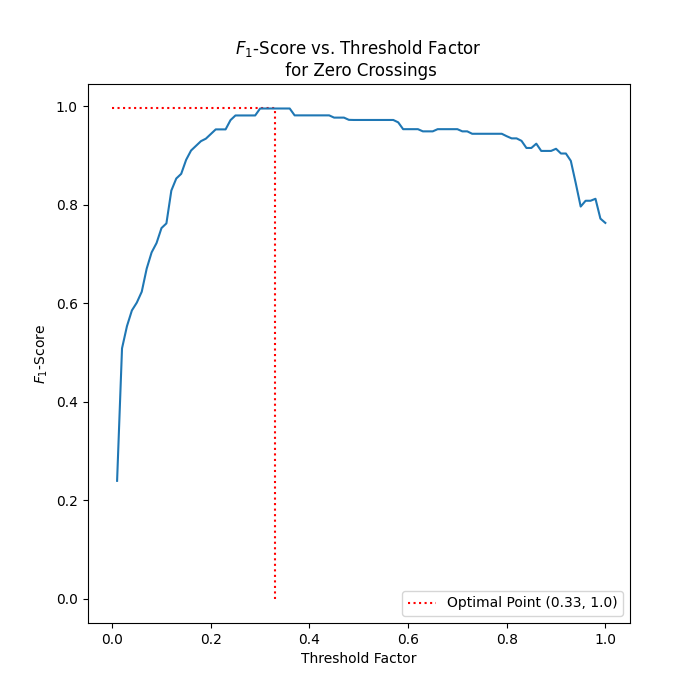 F₁-Score vs. Threshold Factor
for Zero Crossings
F₁-Score
1.0
0.8
0.6
0.4
0.2
0.0
0.0 0.2 0.4 0.6 0.8 1.0
Threshold Factor
Optimal Point (0.33, 1.0)